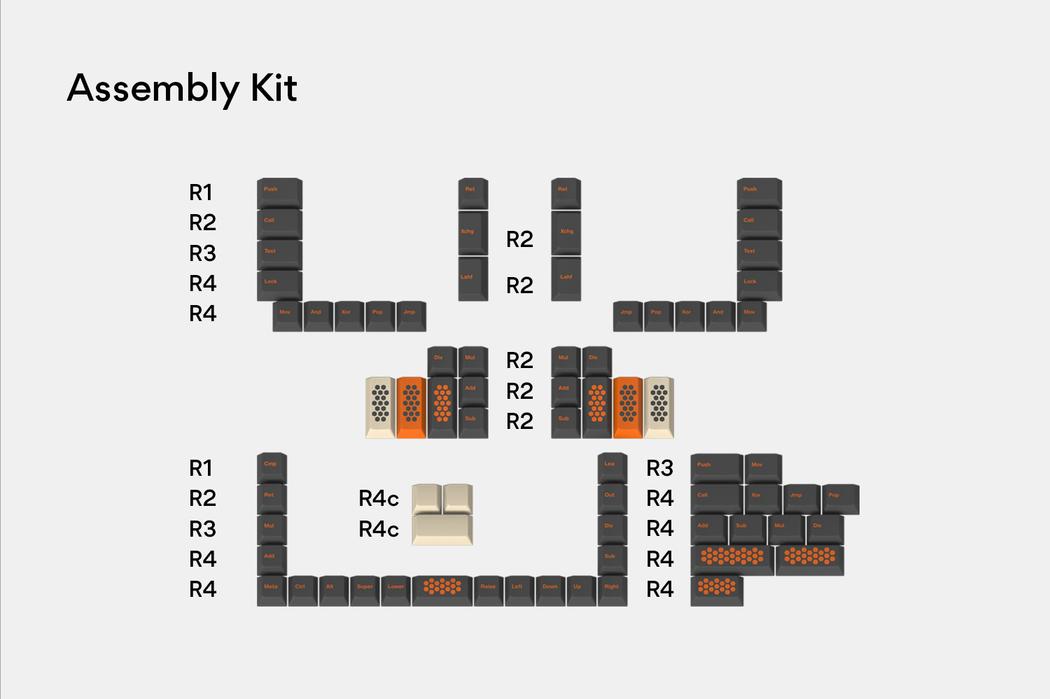 Assembly Kit
R1 Push Ret Ret Push
R2 Call Xchg R2 Xchg Call
R3 Test Test
R4 Lock Lahf R2 Lahf Lock
R4 Mov And Xor Pop Jmp Jmp Pop Xor And Mov
Div Mul R2 Mul Div
Add R2 Add
Sub R2 Sub
R1 Cmp Lea R3 Push Mov
R2 Ret R4c Out R4 Call Xor Jmp Pop
R3 Mul R4c Div R4 Add Sub Mul Div
R4 Add Sub R4
R4 Meta Ctrl Alt Super Lower Raise Left Down Up Right R4